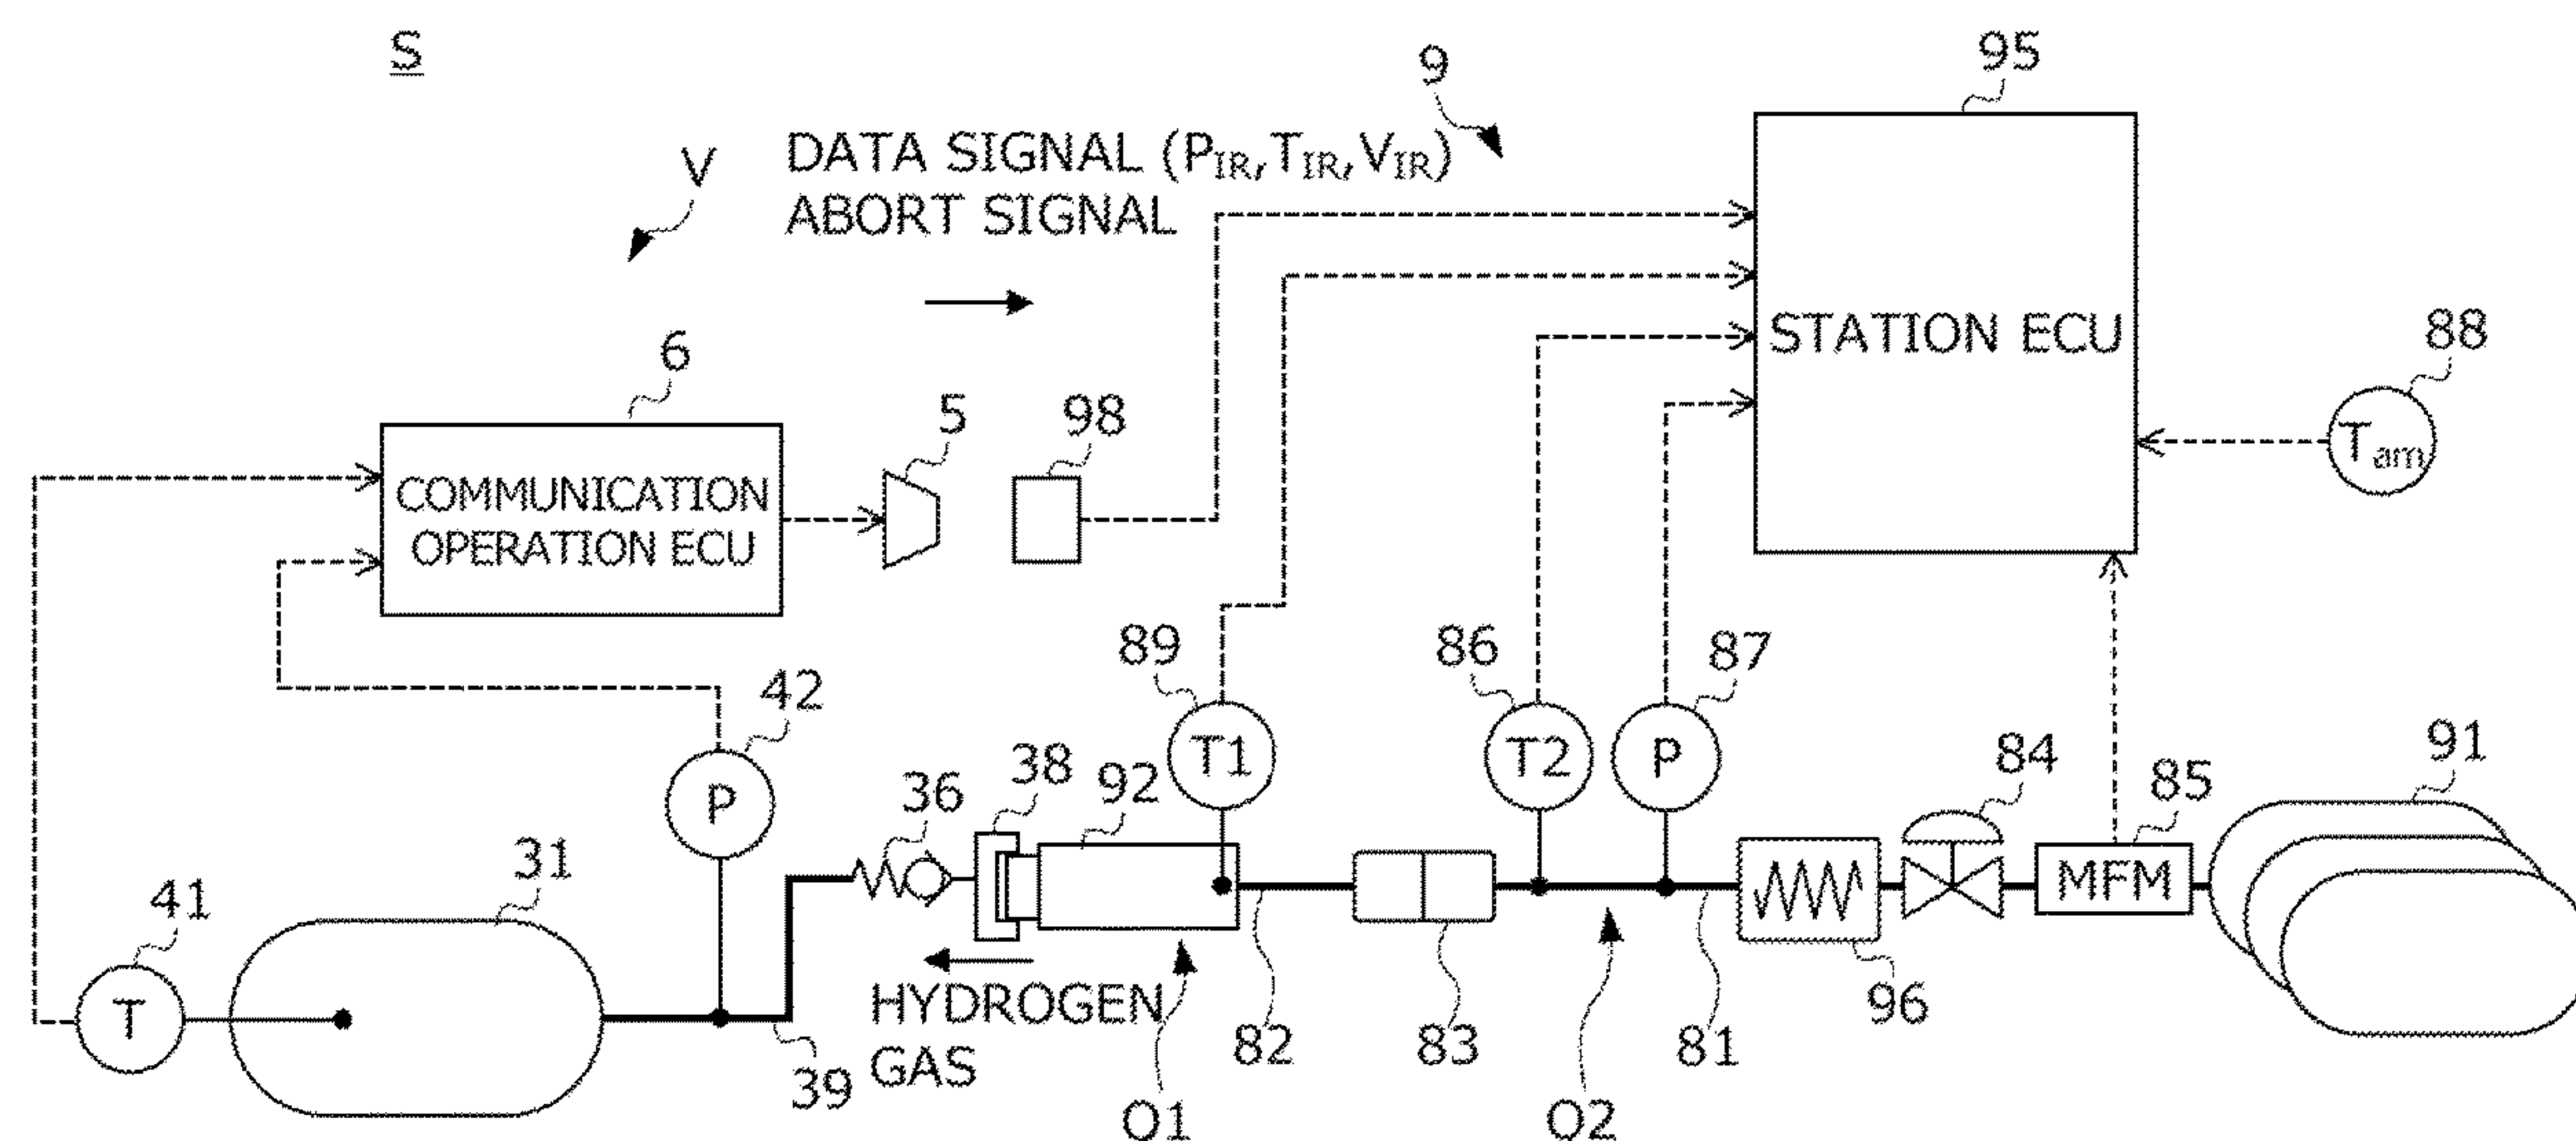 S
9
95
V
DATA SIGNAL (PIR,TIR,VIR)
ABORT SIGNAL
6
5
98
STATION ECU
88
Tam
COMMUNICATION
OPERATION ECU
89
86
87
42
T1
T2
P
P
36
38
92
84
85
91
MFM
41
31
T
HYDROGEN
GAS
39
82
83
81
96
O1
O2